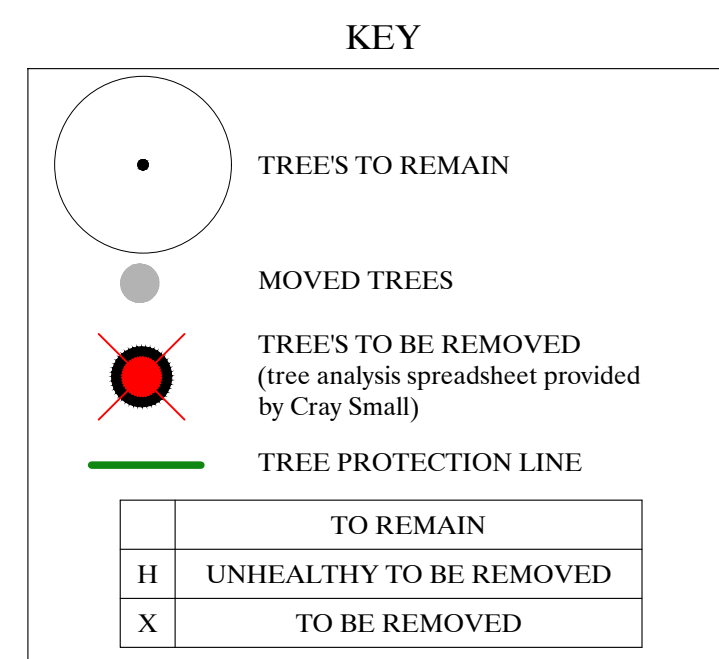 KEY
TREE'S TO REMAIN
MOVED TREES
TREE'S TO BE REMOVED
(tree analysis spreadsheet provided
by Cray Small)
TREE PROTECTION LINE
TO REMAIN
H UNHEALTHY TO BE REMOVED
X TO BE REMOVED